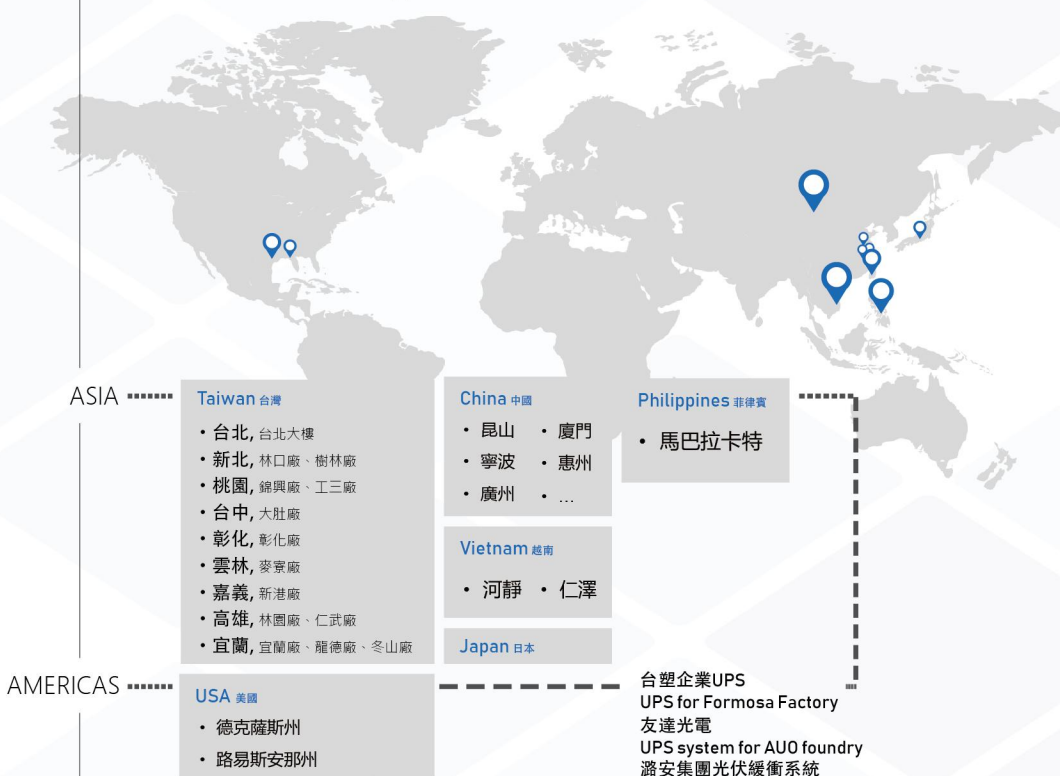 ASIA
Taiwan 台灣
• 台北, 台北大樓
• 新北, 林口廠、樹林廠
• 桃園, 錦興廠、工三廠
• 台中, 大肚廠
• 彰化, 彰化廠
• 雲林, 麥寮廠
• 嘉義, 新港廠
• 高雄, 林園廠、仁武廠
• 宜蘭, 宜蘭廠、龍德廠、冬山廠
China 中國
• 昆山 • 廈門
• 寧波 • 惠州
• 廣州 • ...
Vietnam 越南
• 河靜 • 仁澤
Japan 日本
Philippines 菲律賓
• 馬巴拉卡特
AMERICAS
USA 美國
• 德克薩斯州
• 路易斯安那州
台塑企業UPS
UPS for Formosa Factory
友達光電
UPS system for AUO foundry
潞安集團光伏緩衝系統